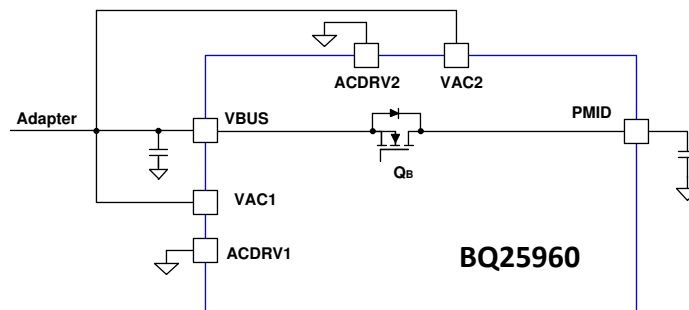 ACDRV2
VAC2
Adapter
VBUS
PMID
QB
VAC1
ACDRV1
BQ25960